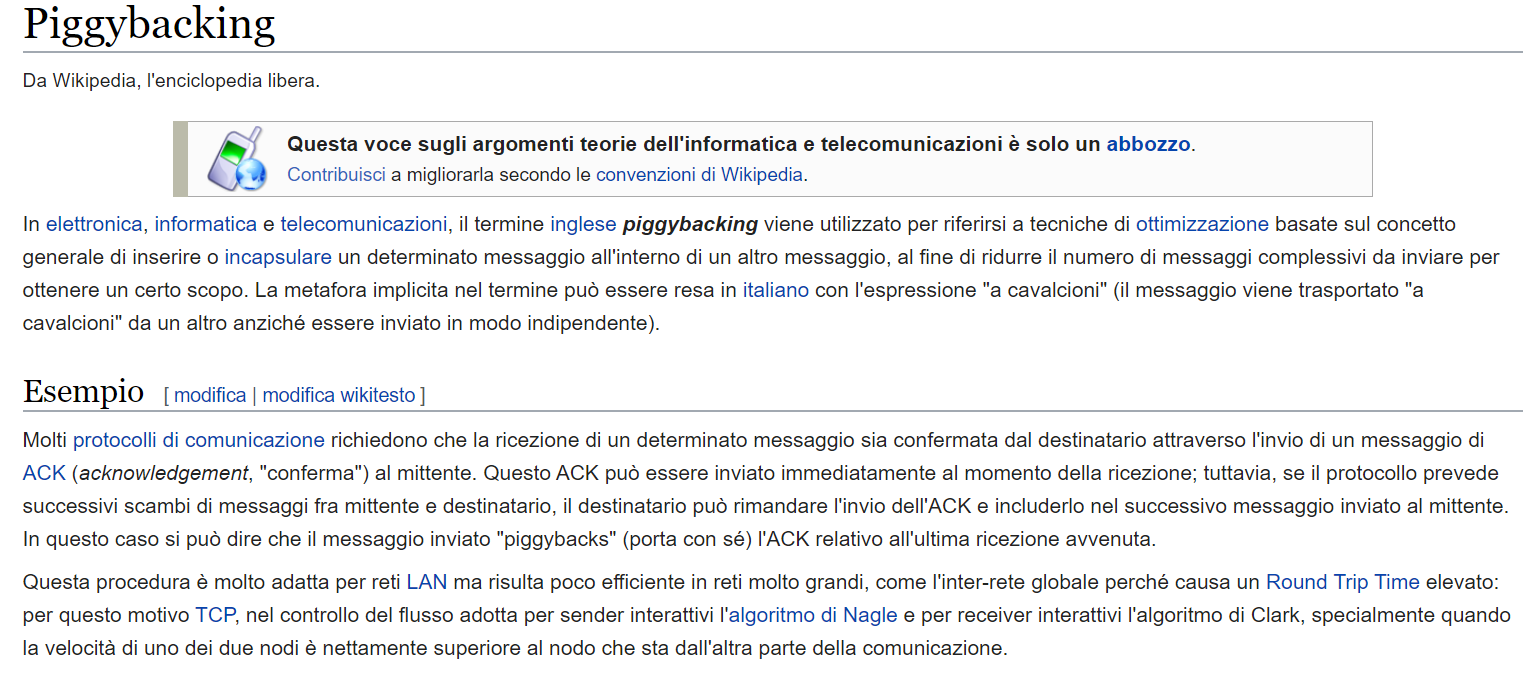 Piggybacking
Da Wikipedia, l'enciclopedia libera.
Questa voce sugli argomenti teorie dell'informatica e telecomunicazioni è solo un abbozzo.
Contribuisci a migliorarla secondo le convenzioni di Wikipedia.
In elettronica, informatica e telecomunicazioni, il termine inglese piggybacking viene utilizzato per riferirsi a tecniche di ottimizzazione basate sul concetto
generale di inserire o incapsulare un determinato messaggio all'interno di un altro messaggio, al fine di ridurre il numero di messaggi complessivi da inviare per
ottenere un certo scopo. La metafora implicita nel termine può essere resa in italiano con l'espressione "a cavalcioni" (il messaggio viene trasportato "a
cavalcioni" da un altro anziché essere inviato in modo indipendente).
Esempio [ modifica | modifica wikitesto ]
Molti protocolli di comunicazione richiedono che la ricezione di un determinato messaggio sia confermata dal destinatario attraverso l'invio di un messaggio di
ACK (acknowledgement, "conferma") al mittente. Questo ACK può essere inviato immediatamente al momento della ricezione; tuttavia, se il protocollo prevede
successivi scambi di messaggi fra mittente e destinatario, il destinatario può rimandare l'invio dell'ACK e includerlo nel successivo messaggio inviato al mittente.
In questo caso si può dire che il messaggio inviato "piggybacks" (porta con sé) l'ACK relativo all'ultima ricezione avvenuta.
Questa procedura è molto adatta per reti LAN ma risulta poco efficiente in reti molto grandi, come l'inter-rete globale perché causa un Round Trip Time elevato:
per questo motivo TCP, nel controllo del flusso adotta per sender interattivi l'algoritmo di Nagle e per receiver interattivi l'algoritmo di Clark, specialmente quando
la velocità di uno dei due nodi è nettamente superiore al nodo che sta dall'altra parte della comunicazione.